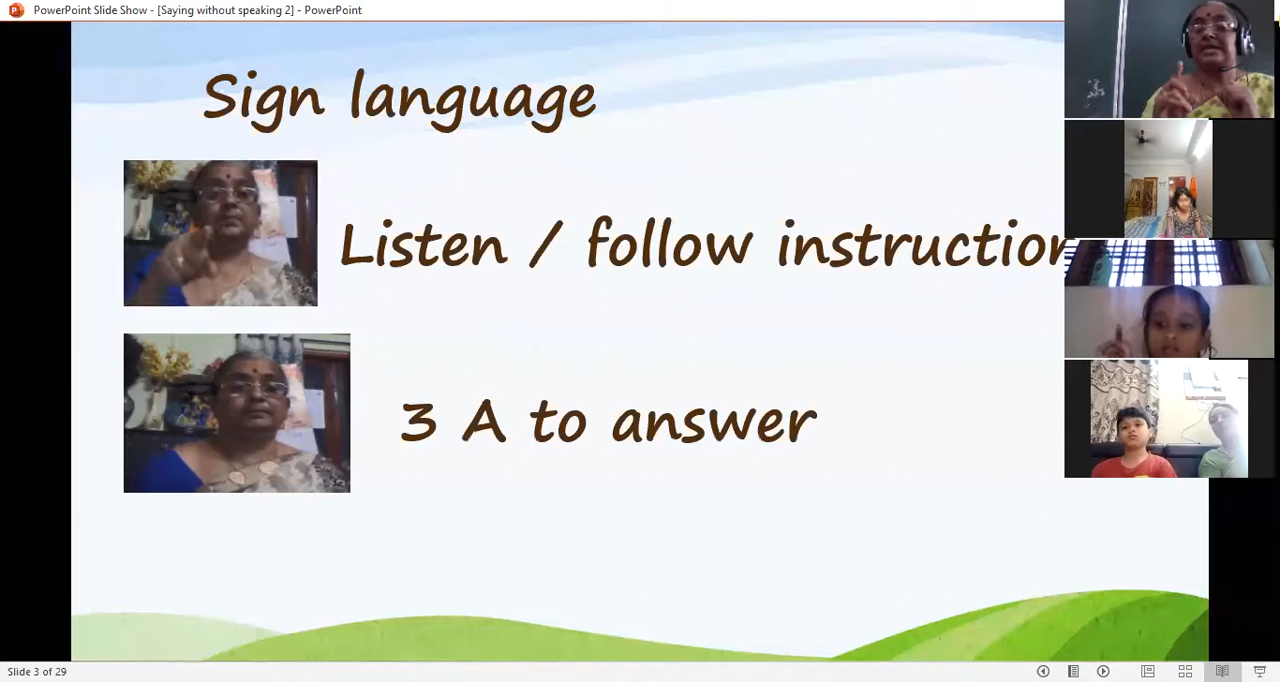 PowerPoint Slide Show - [Saying without speaking 2] - PowerPoint
Sign language
Listen / follow instruction
3 A to answer
Slide 3 of 29